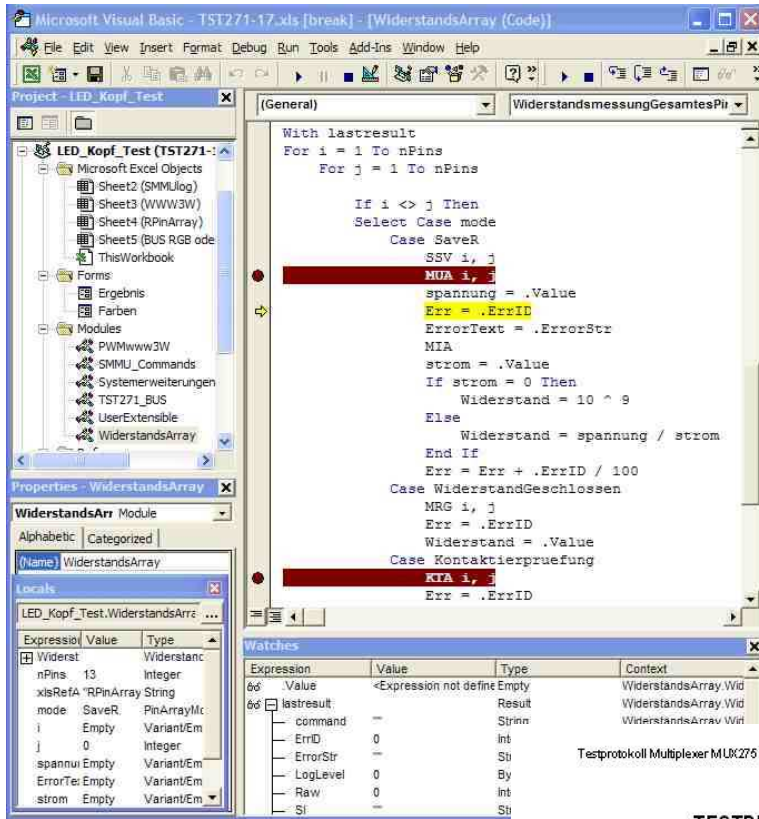 Microsoft Visual Basic - TST271-17.xls [break] - [WiderstandsArray (Code)]
File Edit View Insert Format Debug Run Tools Add-Ins Window Help
Project - LED_Kopf_Test
LED_Kopf_Test (TST271-
Microsoft Excel Objects
Sheet2 (SMMUlog)
Sheet3 (WWW3W)
Sheet4 (RPinArray)
Sheet5 (BUS RGB ode
ThisWorkbook
Forms
Ergebnis
Farben
Modules
PWMwww3W
SMMU_Commands
Systemerweiterungen
TST271_BUS
UserExtensible
WiderstandsArray
Properties - WiderstandsArray
WiderstandsArr Module
Alphabetic Categorized
(Name) WiderstandsArray
Locals
LED_Kopf_Test.WiderstandsArra ...
Expression Value Type
Widerst Widerstanc
nPins 13 Integer
xlsRefA "RPinArray String
mode SaveR PinArrayMc
i Empty Variant/Em
j 0 Integer
spannu Empty Variant/Em
ErrorTe: Empty Variant/Em
strom Empty Variant/Em
(General) WiderstandsmessungGesamtesPir
With lastresult
For i = 1 To nPins
For j = 1 To nPins
If i <> j Then
Select Case mode
Case SaveR
SSV i, j
MUA i, j
spannung = .Value
Err = .ErrID
ErrorText = .ErrorStr
MIA
strom = .Value
If strom = 0 Then
Widerstand = 10 ^ 9
Else
Widerstand = spannung / strom
End If
Err = Err + .ErrID / 100
Case WiderstandGeschlossen
MRG i, j
Err = .ErrID
Widerstand = .Value
Case Kontaktierpruefung
KTA i, j
Err = .ErrID
Watches
Expression Value Type Context
.Value <Expression not define Empty WiderstandsArray.Wid
lastresult Result WiderstandsArray.Wid
command "" String WiderstandsArray.Wid
ErrID 0 Int
ErrorStr "" Str
LogLevel 0 By
Raw 0 Int
SI "" Str
Testprotokoll Multiplexer MUX275